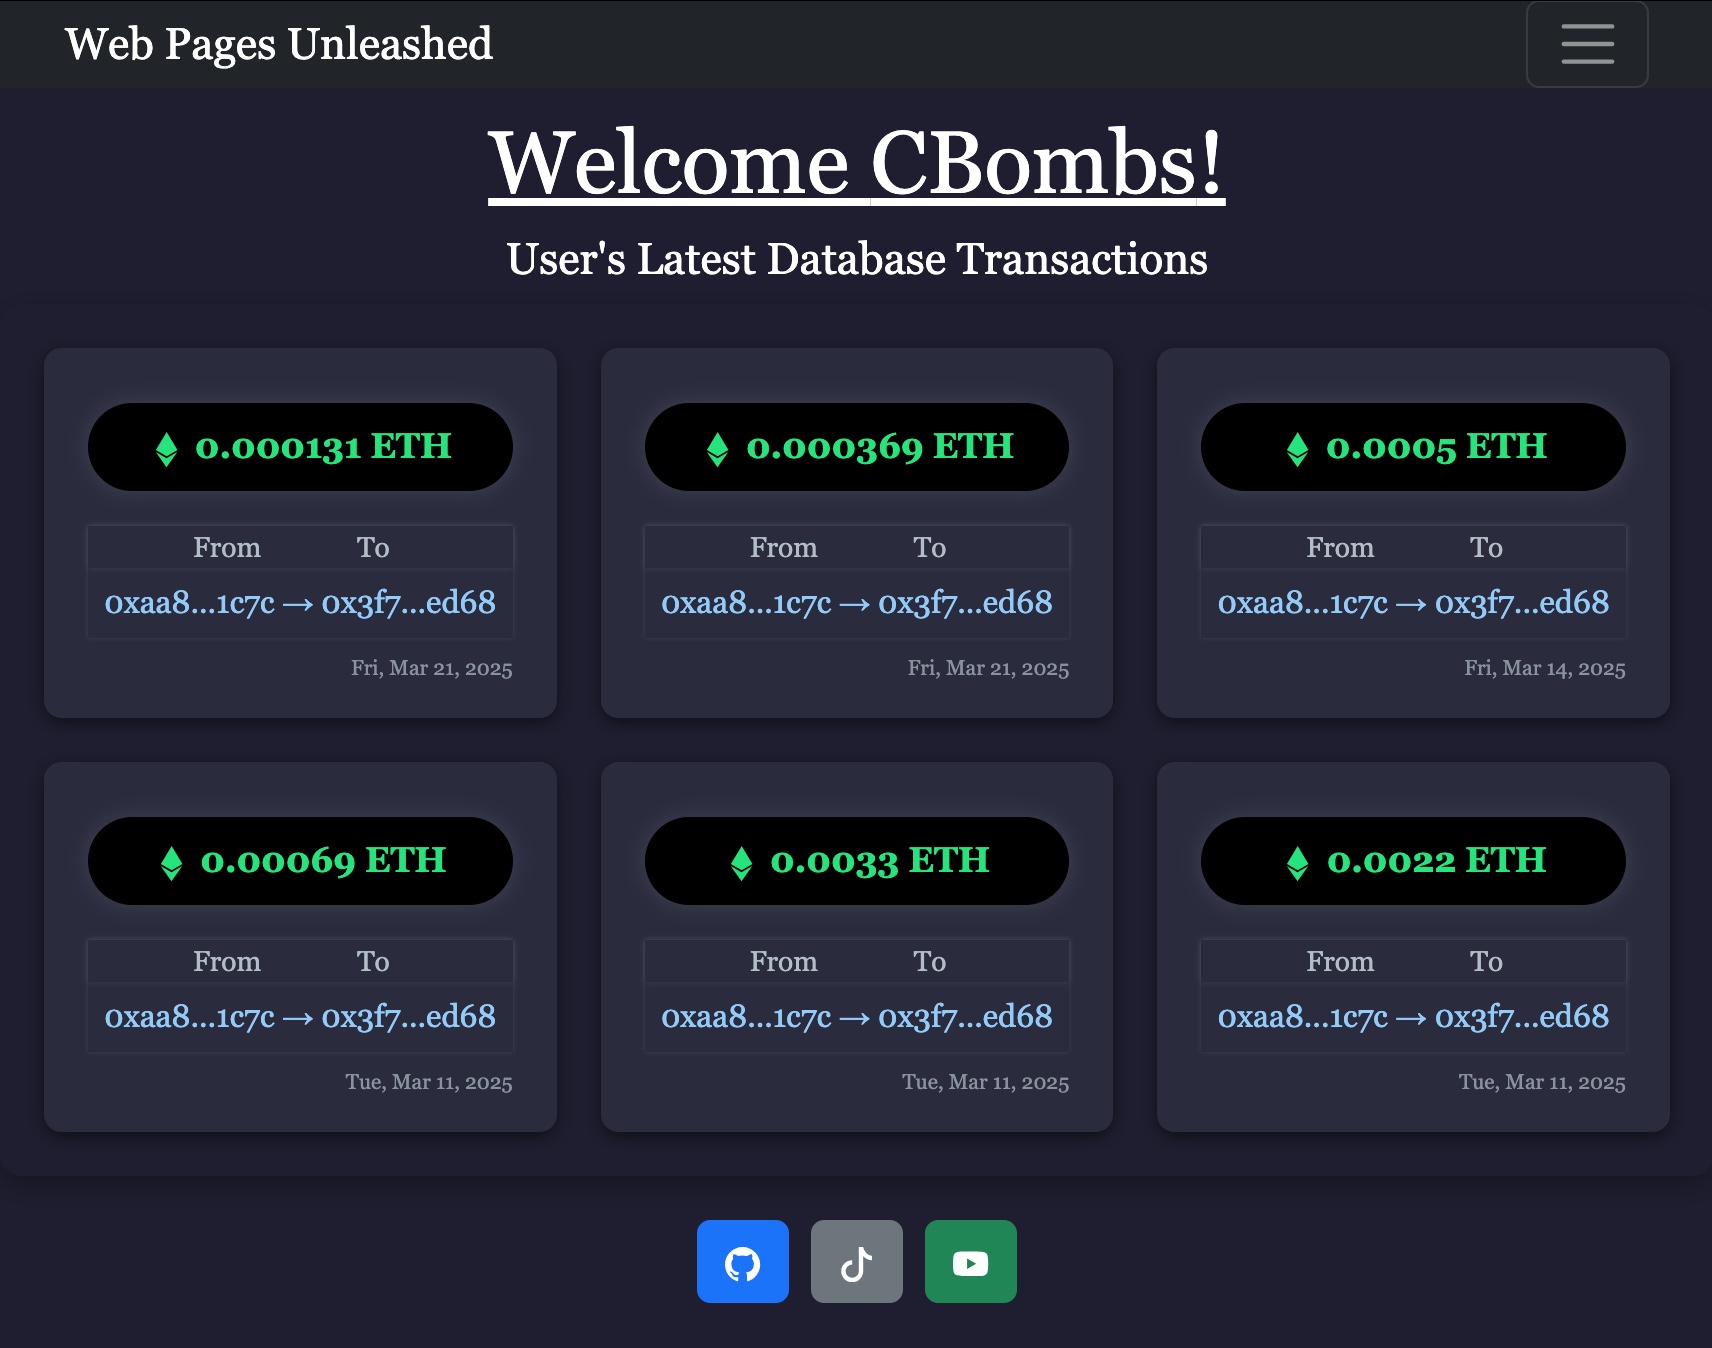 Web Pages Unleashed
Welcome CBombs!
User's Latest Database Transactions
0.000131 ETH
From To
0xaa8...1c7c → 0x3f7...ed68
Fri, Mar 21, 2025
0.000369 ETH
From To
0xaa8...1c7c → 0x3f7...ed68
Fri, Mar 21, 2025
0.0005 ETH
From To
0xaa8...1c7c → 0x3f7...ed68
Fri, Mar 14, 2025
0.00069 ETH
From To
0xaa8...1c7c → 0x3f7...ed68
Tue, Mar 11, 2025
0.0033 ETH
From To
0xaa8...1c7c → 0x3f7...ed68
Tue, Mar 11, 2025
0.0022 ETH
From To
0xaa8...1c7c → 0x3f7...ed68
Tue, Mar 11, 2025